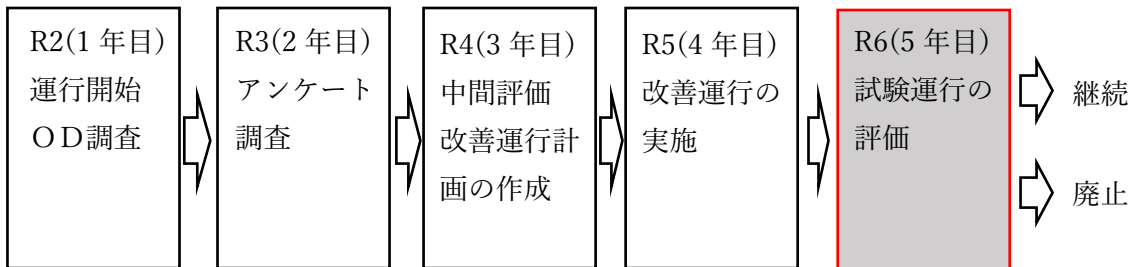 R2(1 年目)
運行開始
ＯＤ調査
R3(2 年目)
アンケート
調査
R4(3 年目)
中間評価
改善運行計
画の作成
R5(4 年目)
改善運行の
実施
R6(5 年目)
試験運行の
評価
継続
廃止